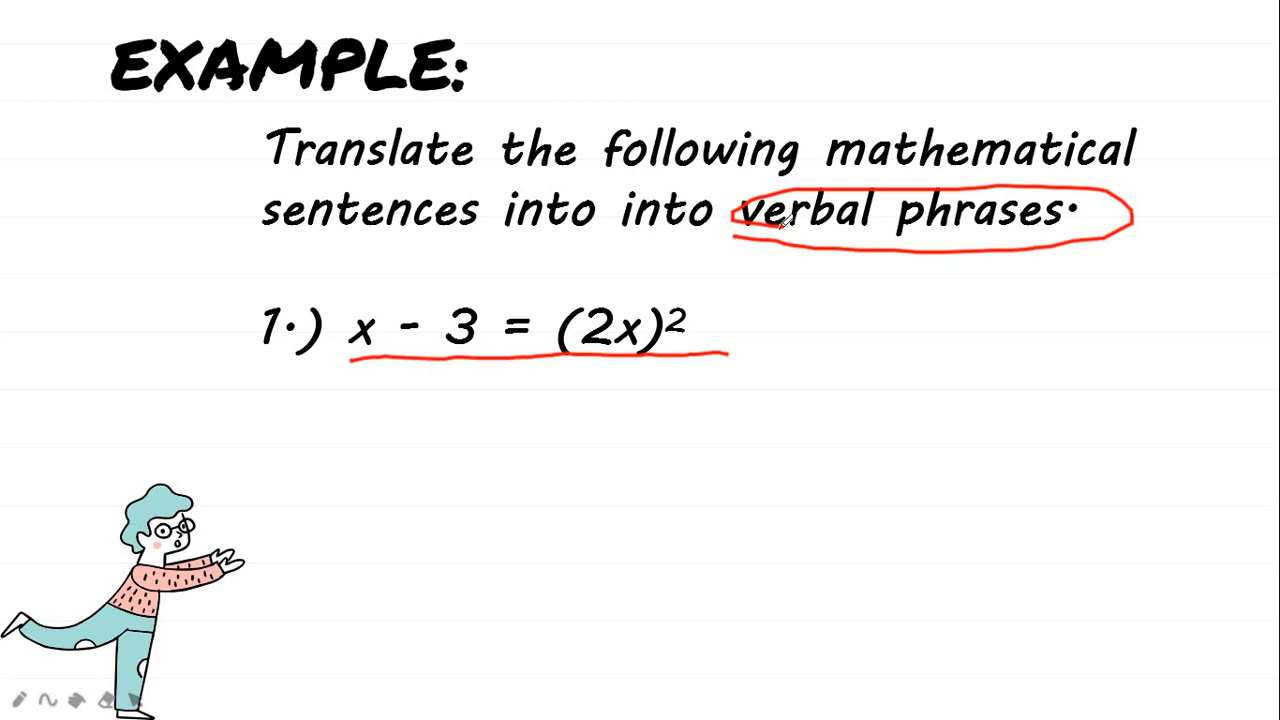 EXAMPLE:
Translate the following mathematical
sentences into into verbal phrases.
1.) x - 3 = (2x)²